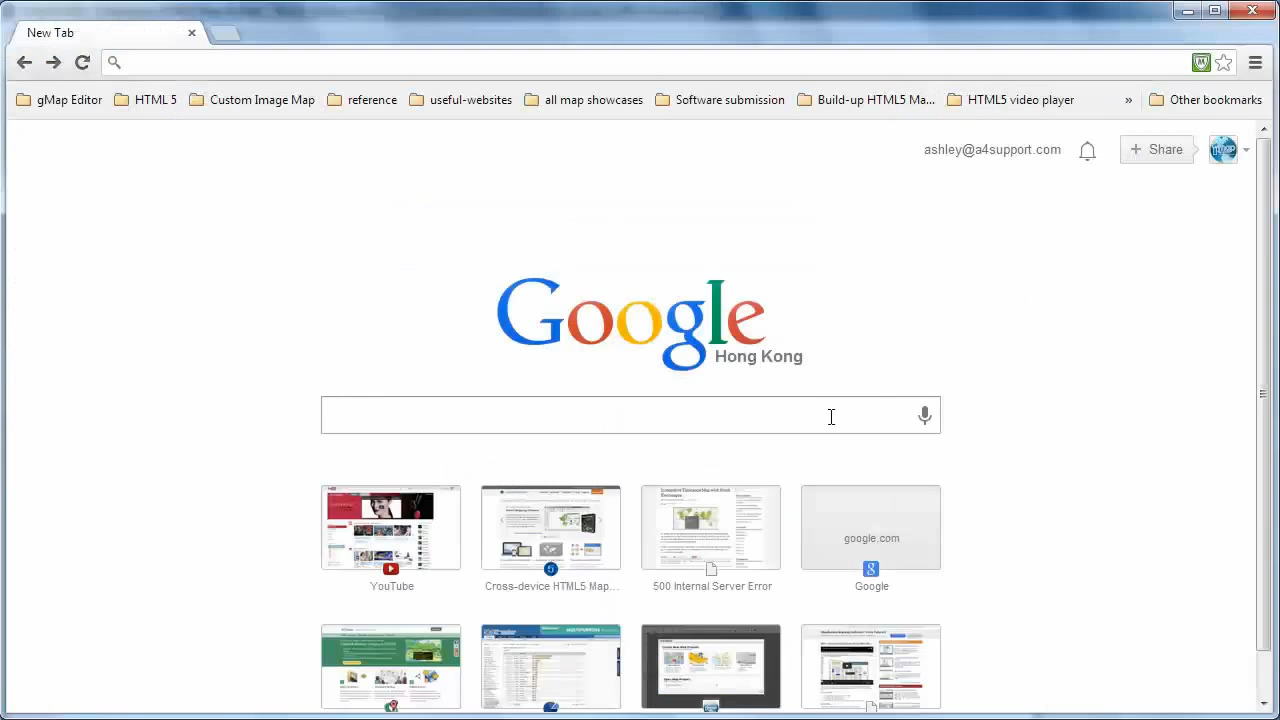 New Tab
gMap Editor
HTML 5
Custom Image Map
reference
useful-websites
all map showcases
Software submission
Build-up HTML5 Ma...
HTML5 video player
»
Other bookmarks
ashley@a4support.com
+ Share
Google
Hong Kong
google.com
YouTube
Cross-device HTML5 Map...
500 Internal Server Error
Google